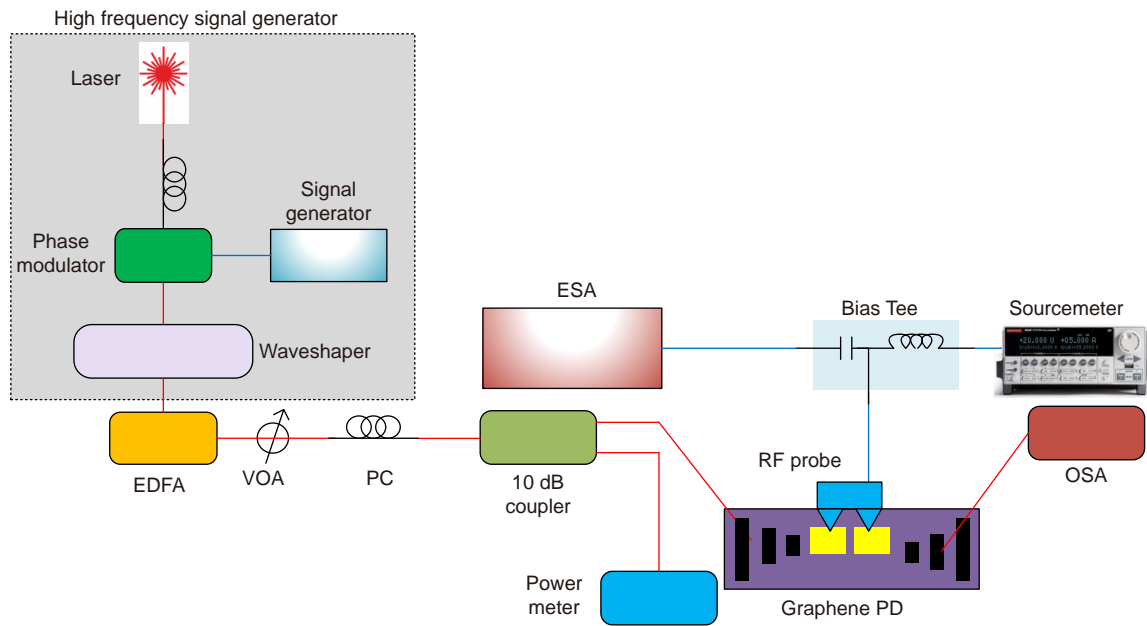 High frequency signal generator
Laser
Signal
generator
Phase
modulator
ESA
Bias Tee
Sourcemeter
Waveshaper
RF probe
EDFA
VOA
PC
10 dB
coupler
OSA
Power
meter
Graphene PD